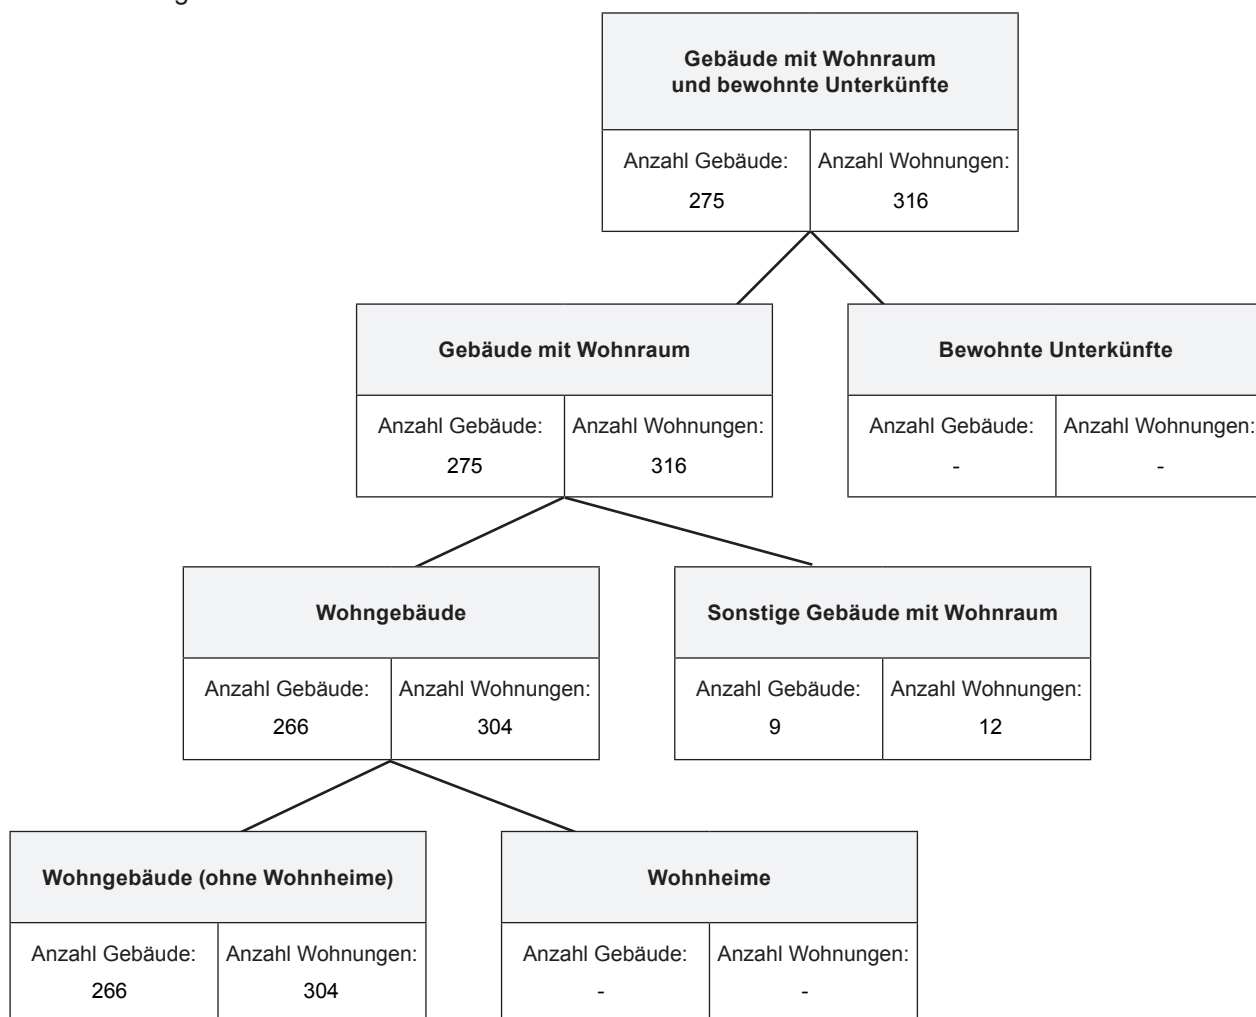 Gebäude mit Wohnraum
und bewohnte Unterkünfte
Anzahl Gebäude: Anzahl Wohnungen:
275 316
Gebäude mit Wohnraum Bewohnte Unterkünfte
Anzahl Gebäude: Anzahl Wohnungen: Anzahl Gebäude: Anzahl Wohnungen:
275 316 - -
Wohngebäude Sonstige Gebäude mit Wohnraum
Anzahl Gebäude: Anzahl Wohnungen: Anzahl Gebäude: Anzahl Wohnungen:
266 304 9 12
Wohngebäude (ohne Wohnheime) Wohnheime
Anzahl Gebäude: Anzahl Wohnungen: Anzahl Gebäude: Anzahl Wohnungen:
266 304 - -